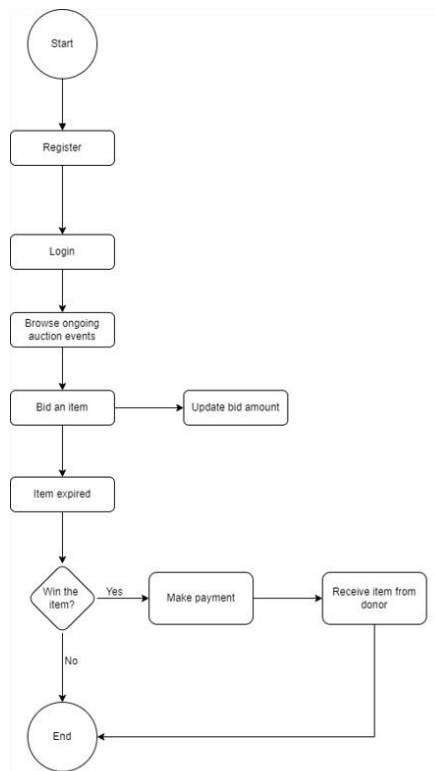 Start
Register
Login
Browse ongoing
auction events
Bid an item
Update bid amount
Item expired
Win the
item?
Yes
Make payment
Receive item from
donor
No
End